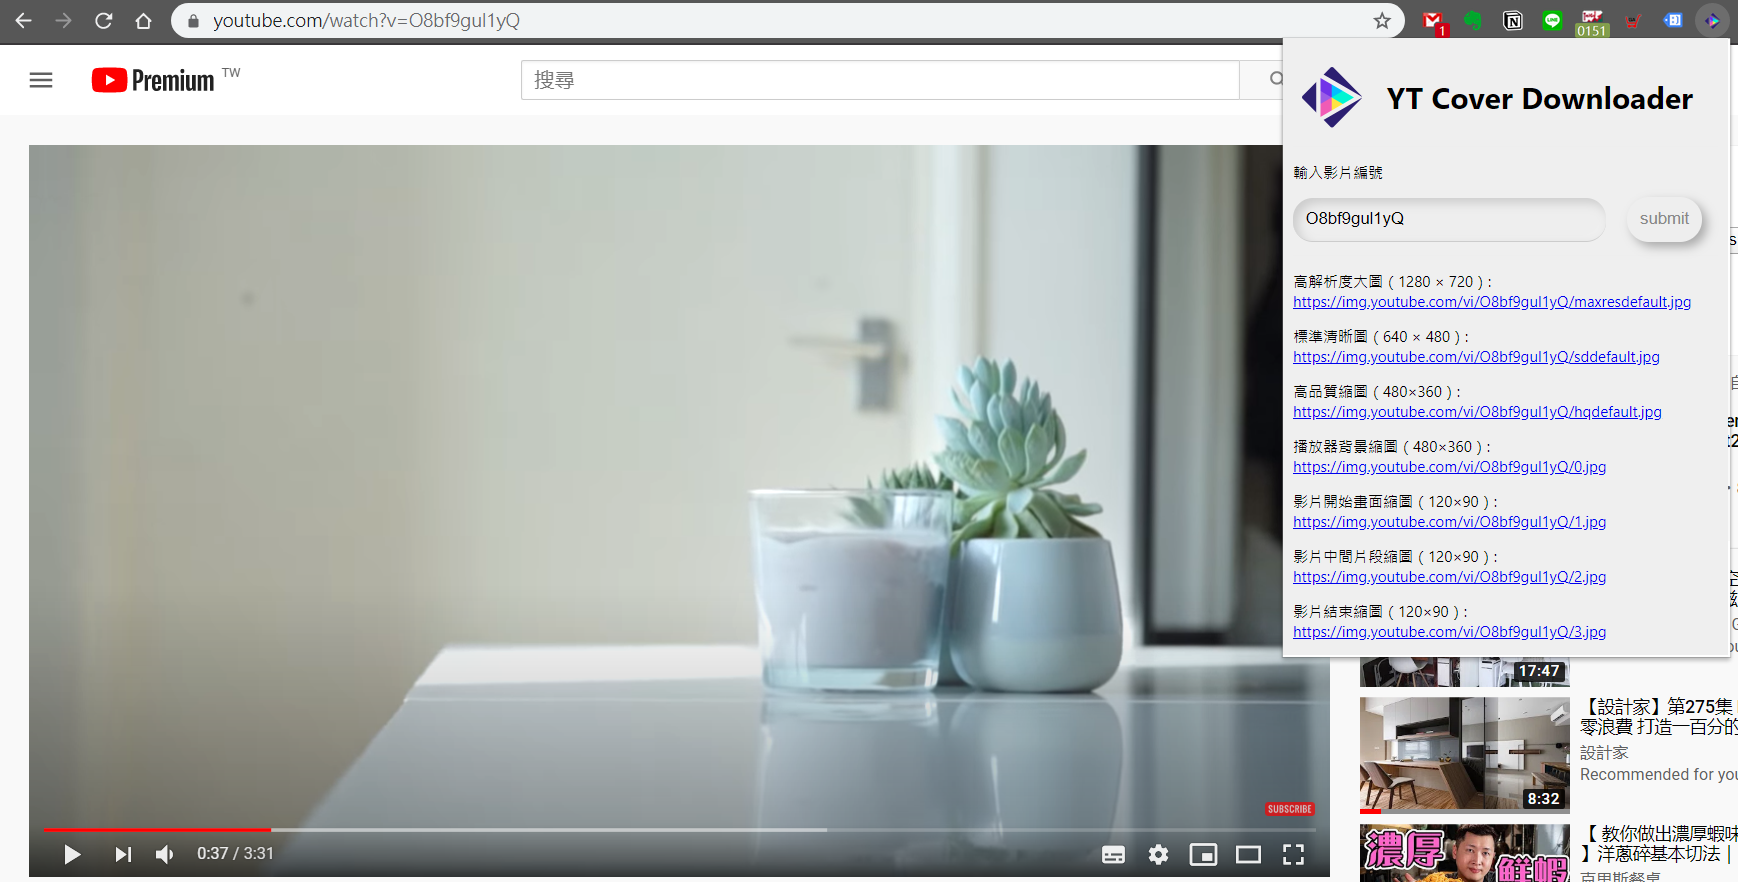 youtube.com/watch?v=O8bf9gul1yQ
1
0151
Premium TW
搜尋
YT Cover Downloader
輸入影片編號
O8bf9gul1yQ
submit
高解析度大圖 ( 1280 × 720 ) :
https://img.youtube.com/vi/O8bf9gul1yQ/maxresdefault.jpg
標準清晰圖 ( 640 × 480 ) :
https://img.youtube.com/vi/O8bf9gul1yQ/sddefault.jpg
高品質縮圖 ( 480×360 ) :
https://img.youtube.com/vi/O8bf9gul1yQ/hqdefault.jpg
播放器背景縮圖 ( 480×360 ) :
https://img.youtube.com/vi/O8bf9gul1yQ/0.jpg
影片開始畫面縮圖 ( 120×90 ) :
https://img.youtube.com/vi/O8bf9gul1yQ/1.jpg
影片中間片段縮圖 ( 120×90 ) :
https://img.youtube.com/vi/O8bf9gul1yQ/2.jpg
影片結束縮圖 ( 120×90 ) :
https://img.youtube.com/vi/O8bf9gul1yQ/3.jpg
17:47
【設計家】第275集
零浪費 打造一百分的
設計家
Recommended for you
8:32
SUBSCRIBE
0:37 / 3:31
濃厚
鮮蝦
【 教你做出濃厚蝦味
】洋蔥碎基本切法｜
克里斯餐桌